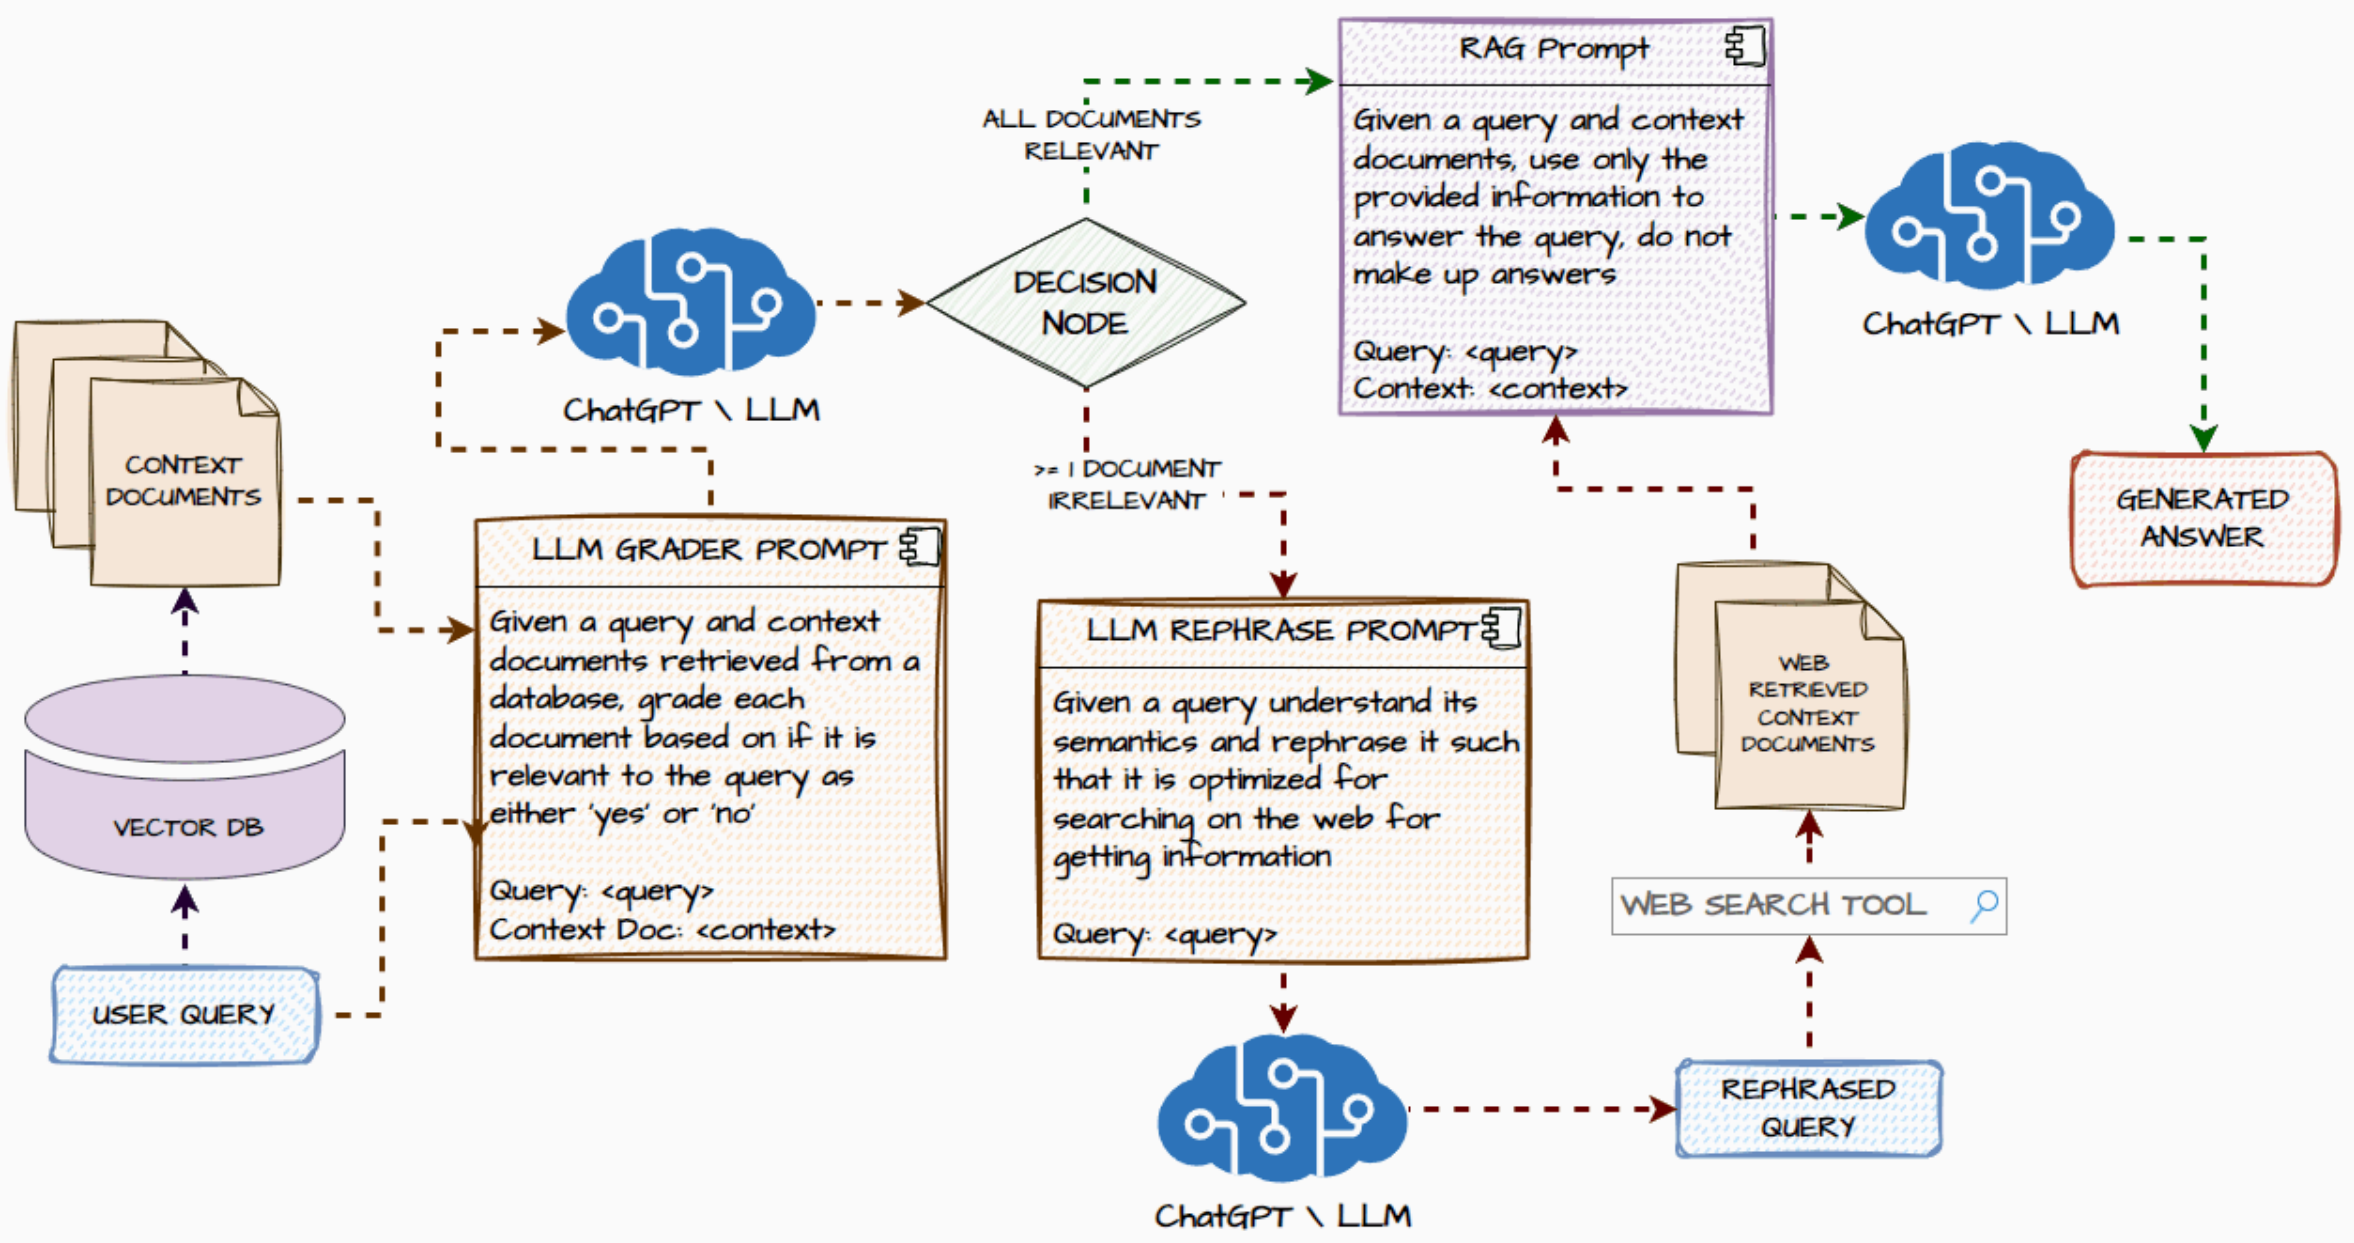 RAG Prompt
Given a query and context
documents, use only the
provided information to
answer the query, do not
make up answers
Query: <query>
Context: <context>
ALL DOCUMENTS
RELEVANT
DECISION
NODE
>= 1 DOCUMENT
IRRELEVANT
ChatGPT \ LLM
ChatGPT \ LLM
GENERATED
ANSWER
CONTEXT
DOCUMENTS
VECTOR DB
USER QUERY
LLM GRADER PROMPT
Given a query and context
documents retrieved from a
database, grade each
document based on if it is
relevant to the query as
either 'yes' or 'no'
Query: <query>
Context Doc: <context>
LLM REPHRASE PROMPT
Given a query understand its
semantics and rephrase it such
that it is optimized for
searching on the web for
getting information
Query: <query>
ChatGPT \ LLM
WEB
RETRIEVED
CONTEXT
DOCUMENTS
WEB SEARCH TOOL
REPHRASED
QUERY